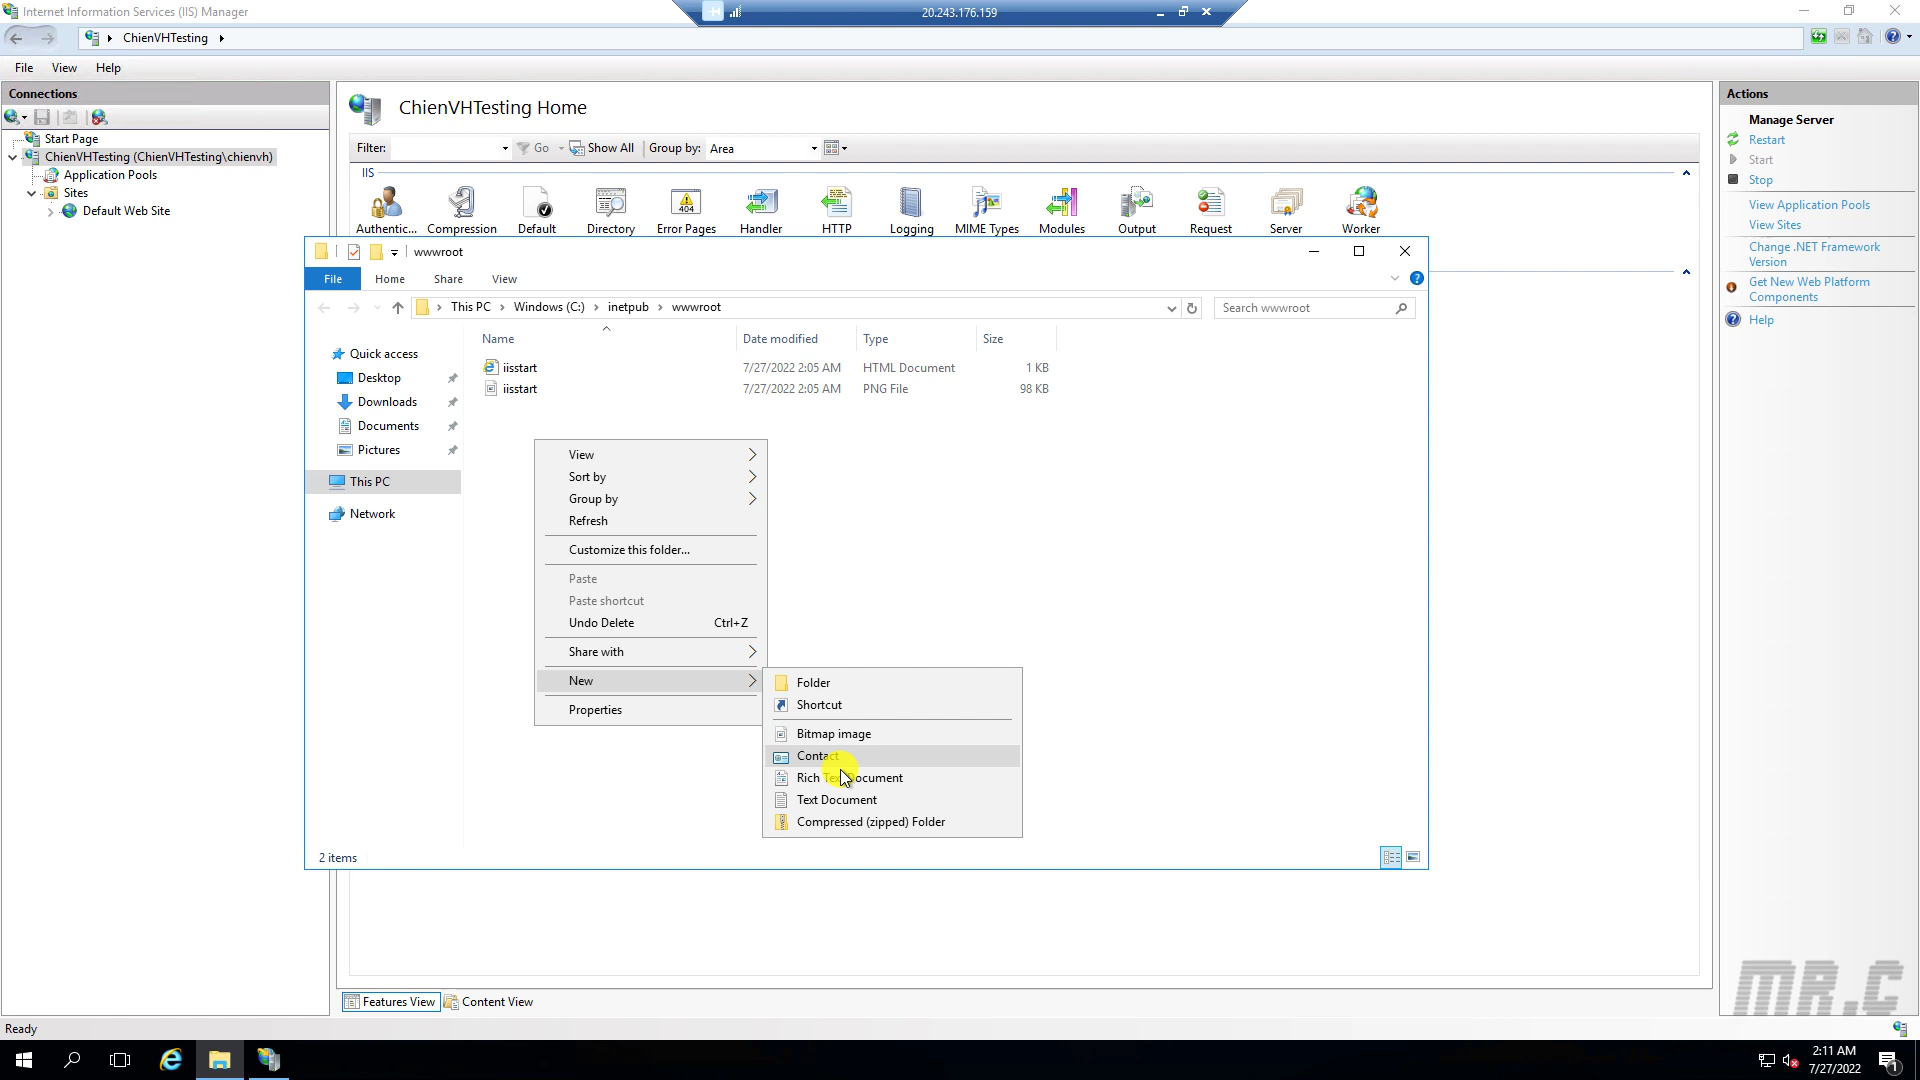 Internet Information Services (IIS) Manager
20.243.176.159
ChienVHTesting
File View Help
Connections
Start Page
ChienVHTesting (ChienVHTesting\chienvh)
Application Pools
Sites
Default Web Site
ChienVHTesting Home
Filter: Go Show All Group by: Area
IIS
Authentic... Compression Default Directory Error Pages Handler HTTP Logging MIME Types Modules Output Request Server Worker
404
wwwroot
File Home Share View
This PC Windows (C:) inetpub wwwroot
Search wwwroot
Name Date modified Type Size
iisstart 7/27/2022 2:05 AM HTML Document 1 KB
iisstart 7/27/2022 2:05 AM PNG File 98 KB
Quick access
Desktop
Downloads
Documents
Pictures
This PC
Network
View
Sort by
Group by
Refresh
Customize this folder...
Paste
Paste shortcut
Undo Delete Ctrl+Z
Share with
New
Properties
Folder
Shortcut
Bitmap image
Contact
Rich Text Document
Text Document
Compressed (zipped) Folder
2 items
Features View Content View
Ready
Actions
Manage Server
Restart
Start
Stop
View Application Pools
View Sites
Change .NET Framework
Version
Get New Web Platform
Components
Help
MR.C
2:11 AM
7/27/2022
1